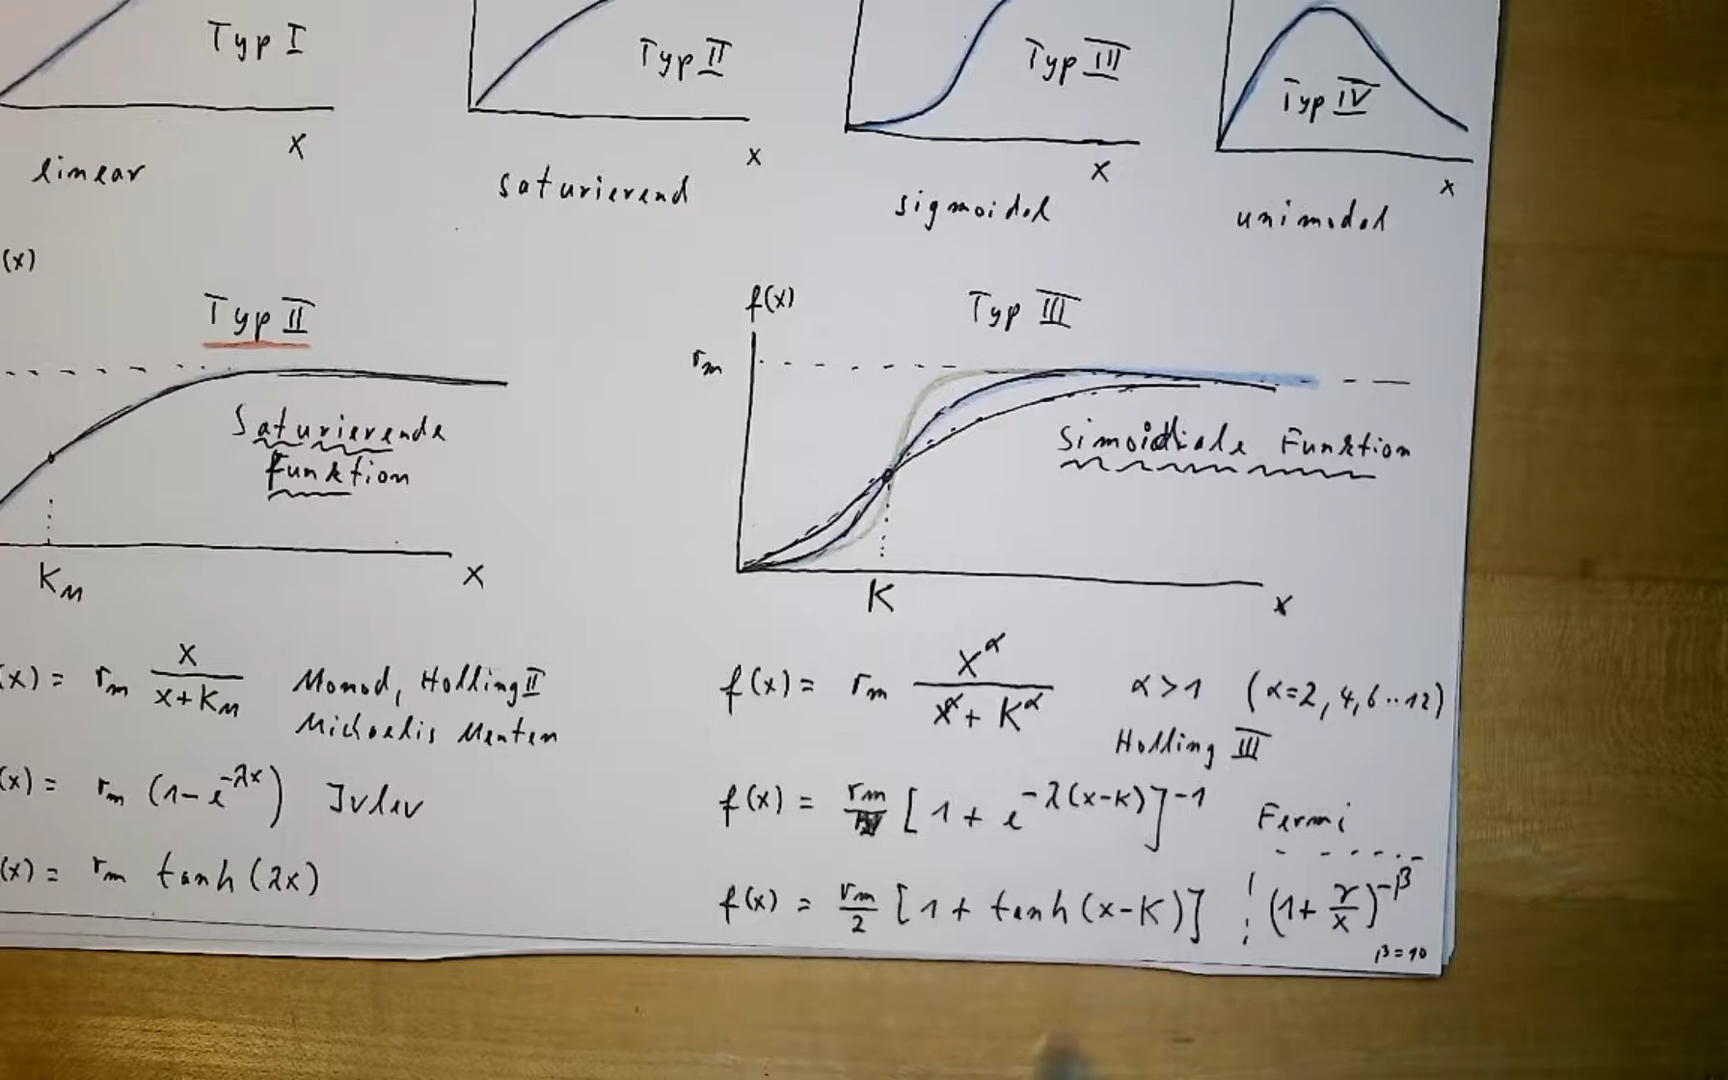 Typ I
Typ II
Typ III
Typ IV
x
x
x
x
linear
saturierend
sigmoidal
unimodal
(x)
Typ II
Saturierende
Funktion
K_M
x
f(x)
Typ III
r_m
Simoidiale Funktion
K
x
(x) = r_m x/(x+K_M) Monod, Holling II
Michaelis Menten
(x) = r_m (1-e^{-λx}) Ivlev
(x) = r_m tanh(λx)
f(x) = r_m x^α/(x^α + K^α) α>1 (α=2,4,6..12)
Holling III
f(x) = r_m [1 + e^{-λ(x-K)}]^{-1} Fermi
f(x) = r_m/2 [1 + tanh(x-K)] (1+γ/x)^{-β}
β=10